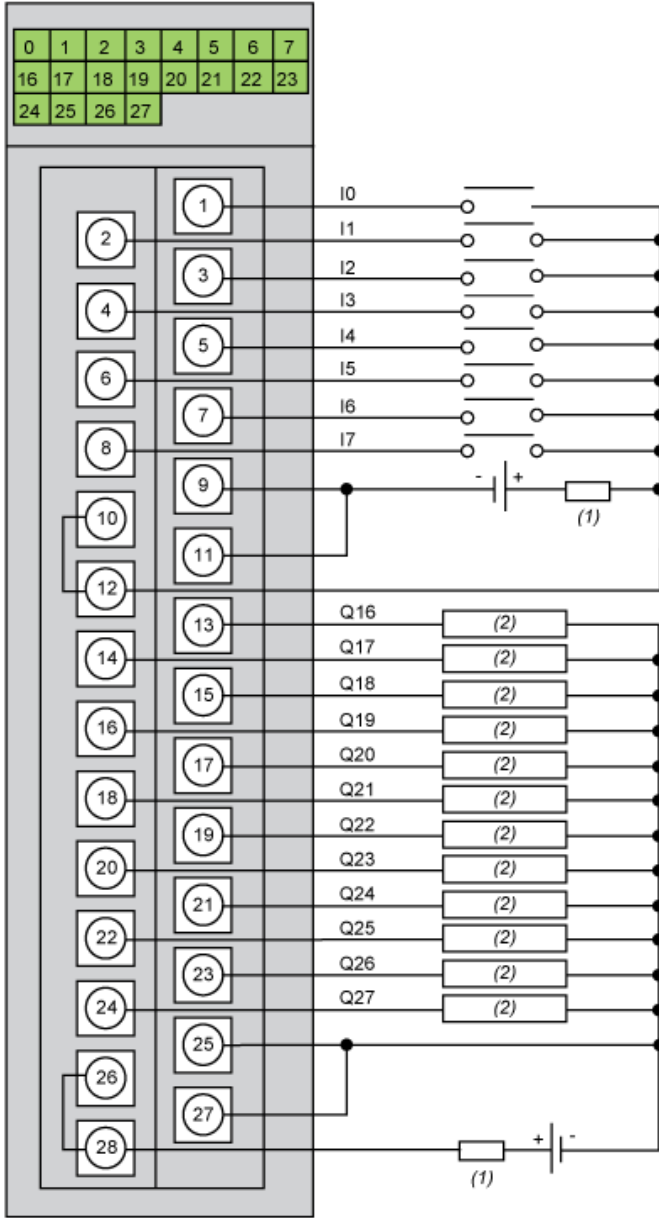 0 1 2 3 4 5 6 7
16 17 18 19 20 21 22 23
24 25 26 27
1 I0
2 I1
3 I2
4 I3
5 I4
6 I5
7 I6
8 I7
9 - +
(1)
10
11
12
13 Q16 (2)
14 Q17 (2)
15 Q18 (2)
16 Q19 (2)
17 Q20 (2)
18 Q21 (2)
19 Q22 (2)
20 Q23 (2)
21 Q24 (2)
22 Q25 (2)
23 Q26 (2)
24 Q27 (2)
25
26
27
28 + -
(1)